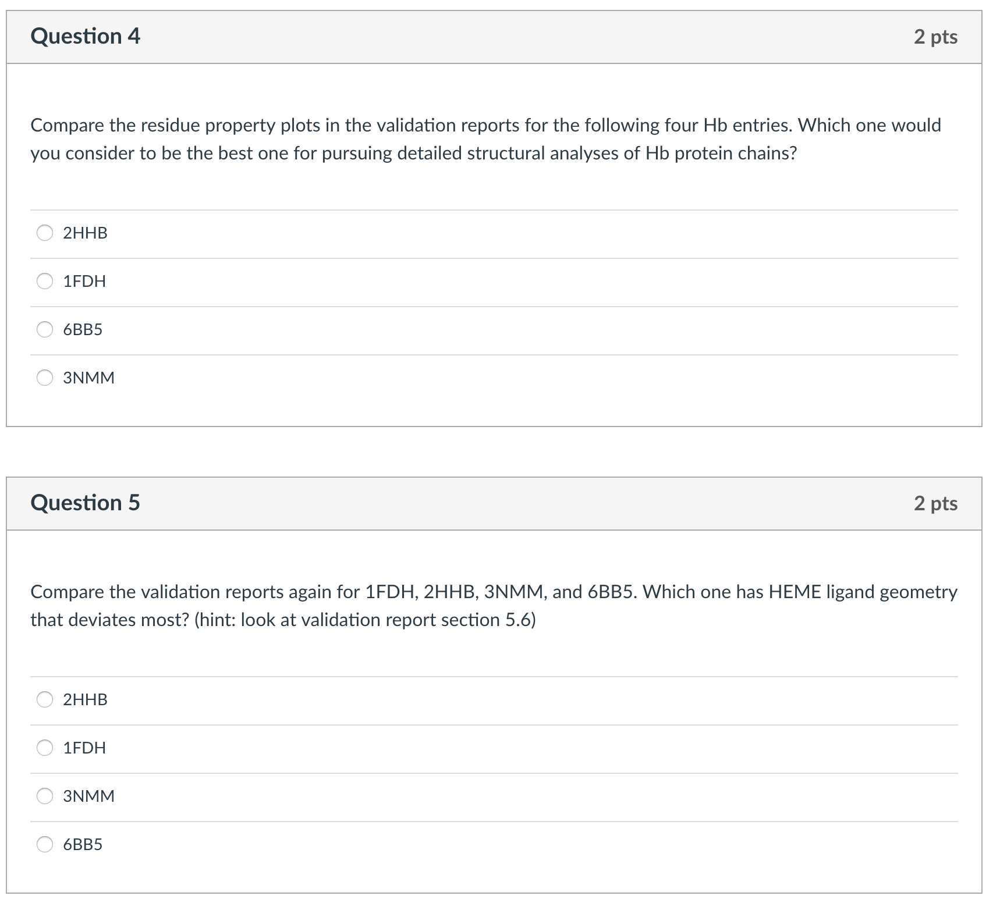 Question 4
2 pts
Compare the residue property plots in the validation reports for the following four Hb entries. Which one would
you consider to be the best one for pursuing detailed structural analyses of Hb protein chains?
2HHB
1FDH
6BB5
3NMM
Question 5
2 pts
Compare the validation reports again for 1FDH, 2HHB, 3NMM, and 6BB5. Which one has HEME ligand geometry
that deviates most? (hint: look at validation report section 5.6)
2HHB
1FDH
3NMM
6BB5